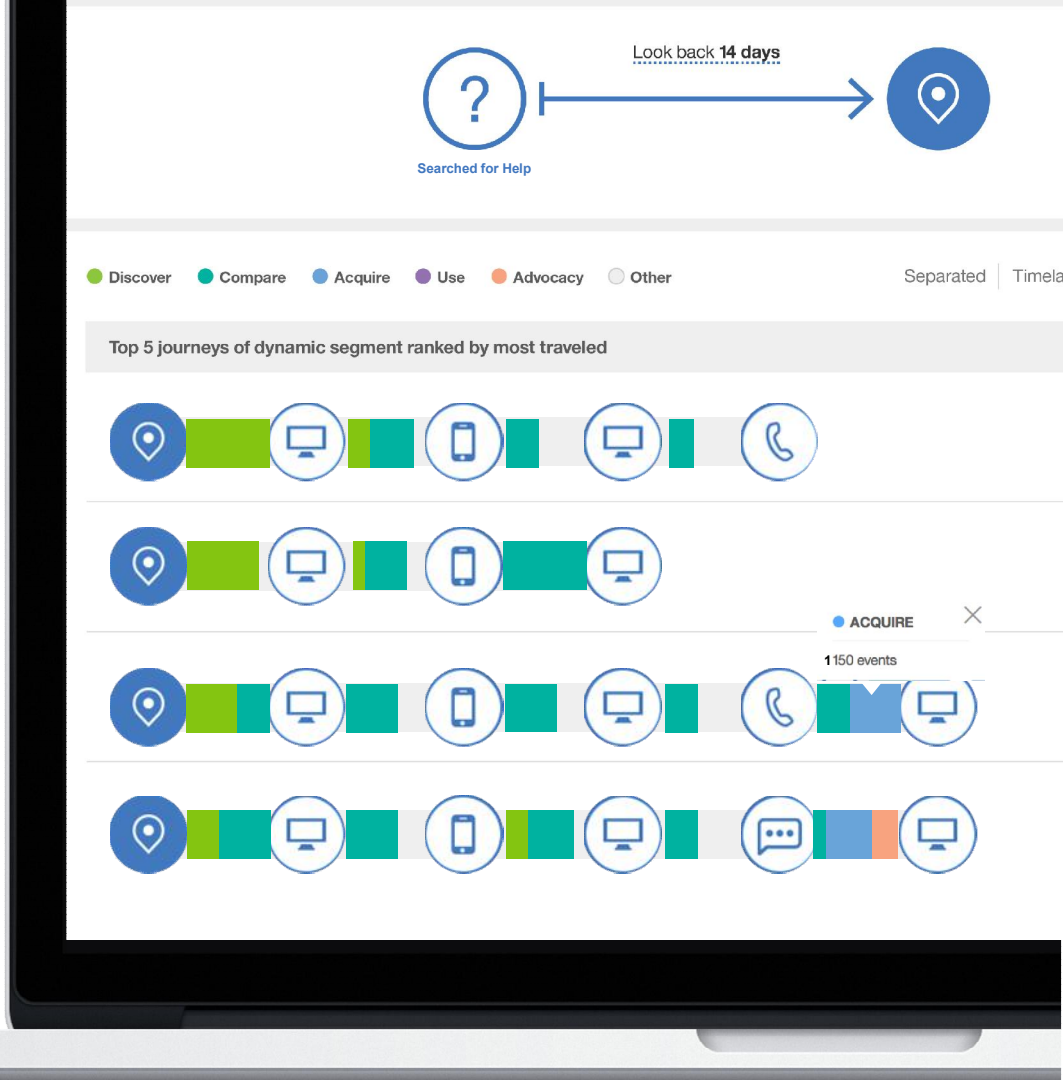 Look back 14 days
?
Searched for Help
Discover Compare Acquire Use Advocacy Other
Separated Timela
Top 5 journeys of dynamic segment ranked by most traveled
ACQUIRE
1150 events